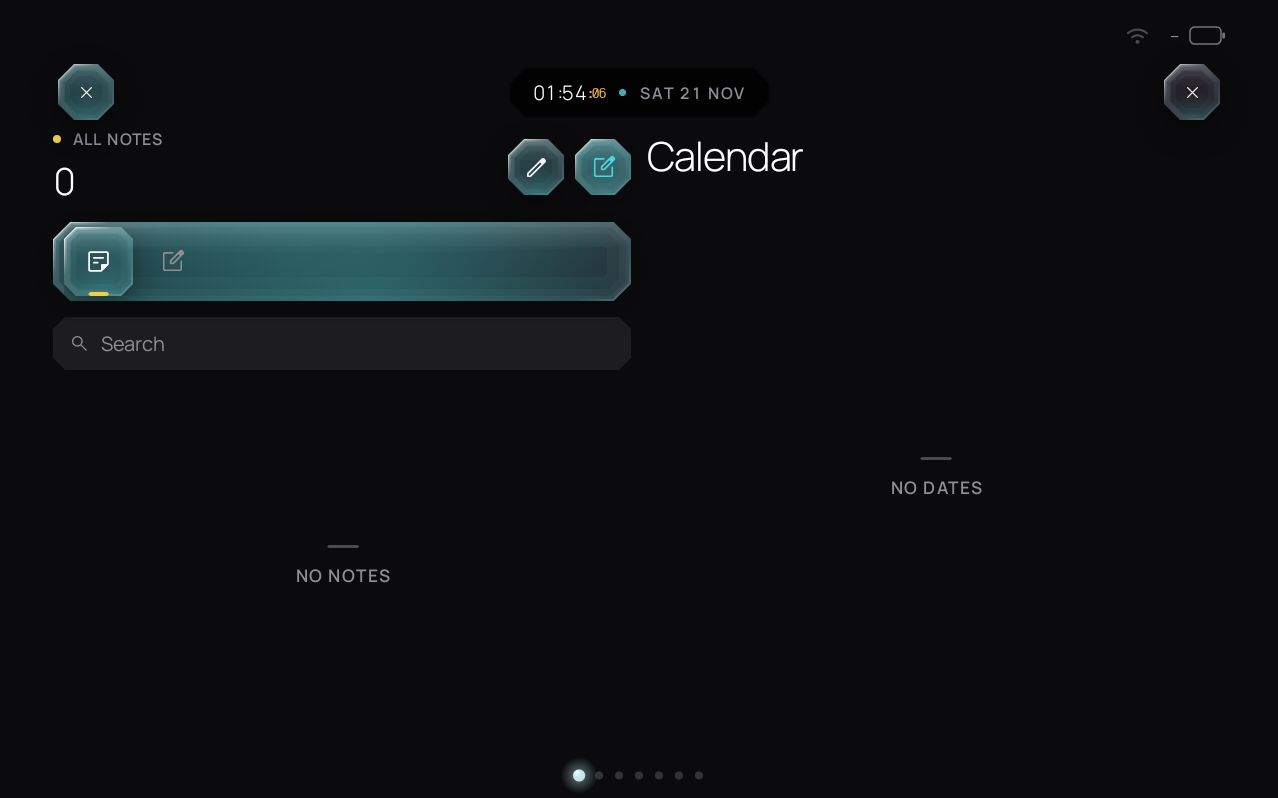 –
01:54:06 SAT 21 NOV
ALL NOTES
0
Calendar
Search
NO DATES
NO NOTES